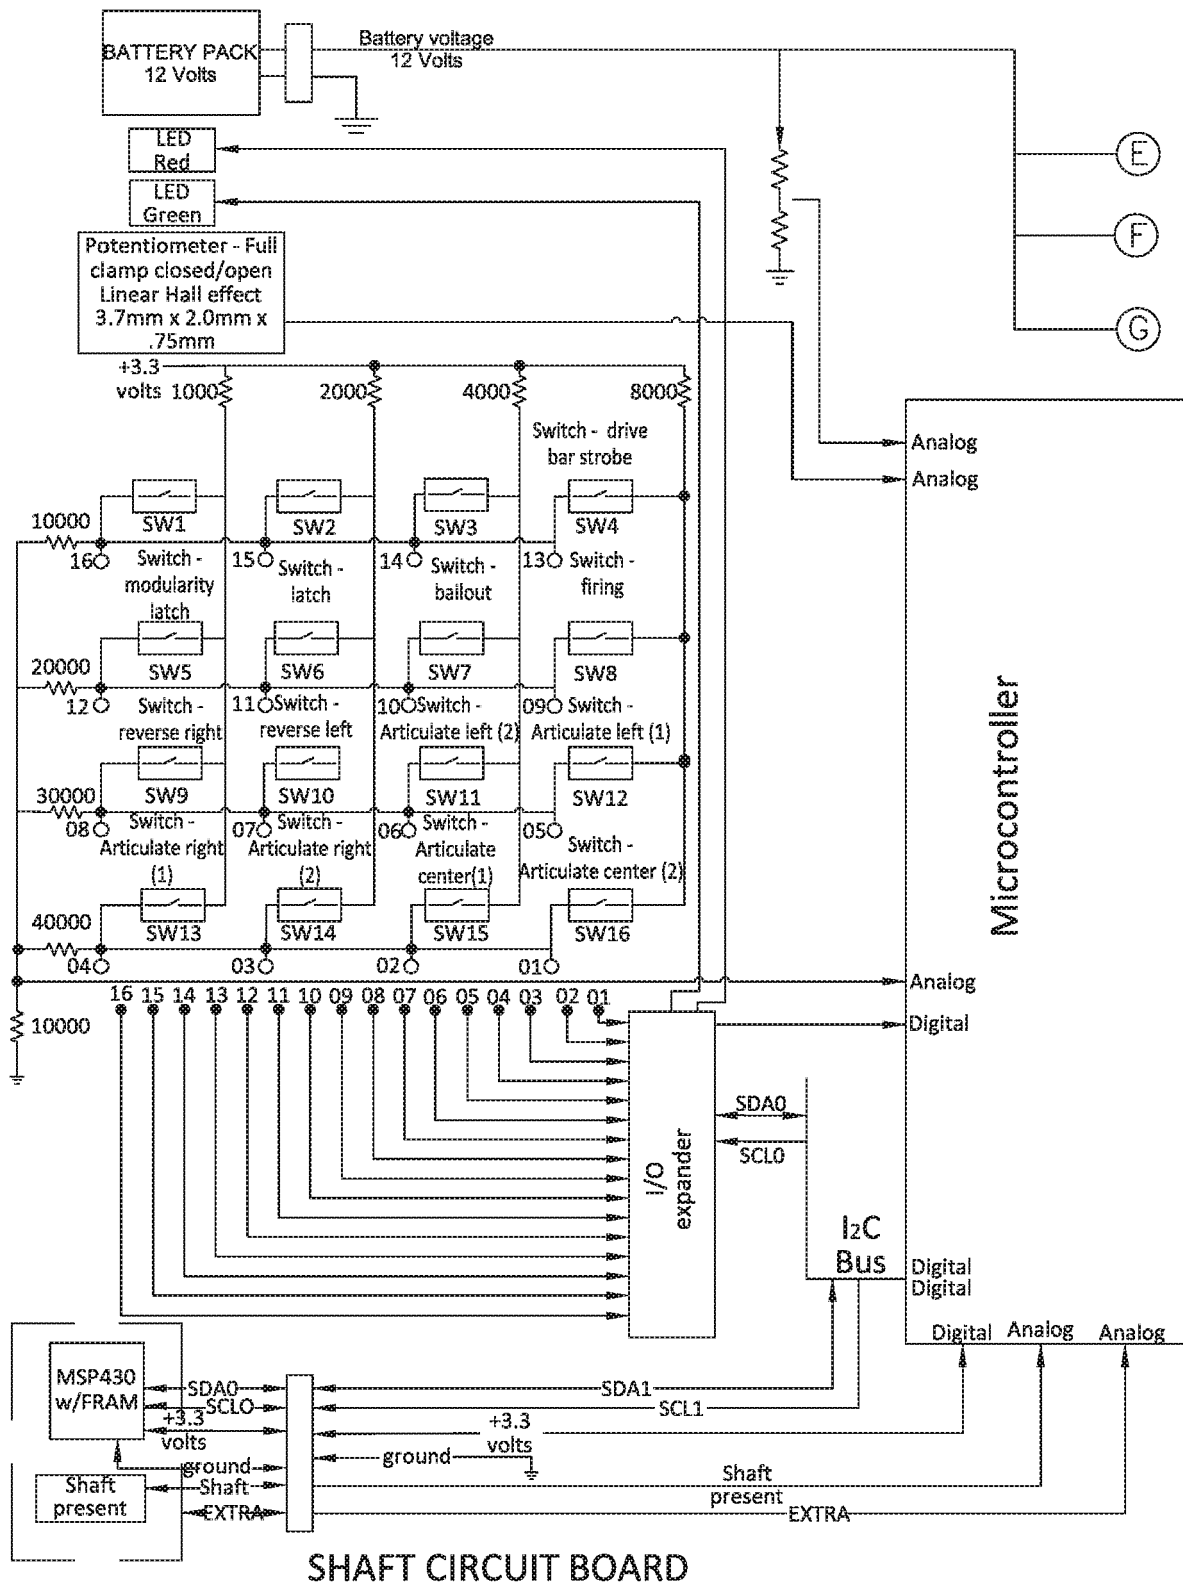 BATTERY PACK
12 Volts
Battery voltage
12 Volts
LED
Red
LED
Green
E
F
G
Potentiometer - Full
clamp closed/open
Linear Hall effect
3.7mm x 2.0mm x
.75mm
+3.3
volts
1000
2000
4000
8000
Switch - drive
bar strobe
Analog
Analog
SW1
SW2
SW3
SW4
10000
16
15
14
13
Switch -
modularity
latch
Switch -
latch
Switch -
bailout
Switch -
firing
SW5
SW6
SW7
SW8
20000
12
11
10
09
Switch -
reverse right
Switch -
reverse left
Switch -
Articulate left (2)
Switch -
Articulate left (1)
SW9
SW10
SW11
SW12
30000
08
07
06
05
Switch -
Articulate right
(1)
Switch -
Articulate right
(2)
Switch -
Articulate
center(1)
Switch -
Articulate center (2)
SW13
SW14
SW15
SW16
40000
04
03
02
01
Microcontroller
Analog
16 15 14 13 12 11 10 09 08 07 06 05 04 03 02 01
10000
Digital
I/O
expander
SDA0
SCL0
I2C
Bus
Digital
Digital
Digital
Analog
Analog
MSP430
w/FRAM
SDA0
SCLO
+3.3
volts
ground
Shaft
EXTRA
Shaft
present
SDA1
SCL1
+3.3
volts
ground
Shaft
present
EXTRA
SHAFT CIRCUIT BOARD